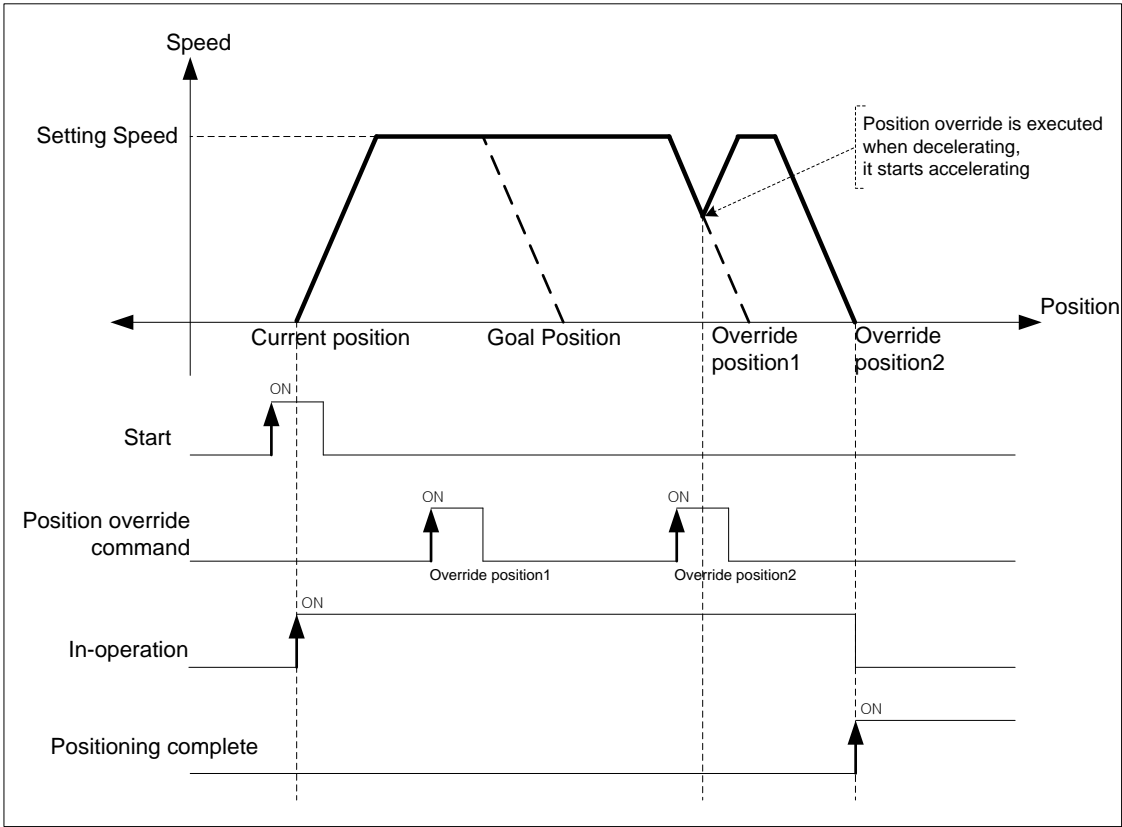 Speed
Setting Speed
Position override is executed
when decelerating,
it starts accelerating
Position
Current position
Goal Position
Override
position1
Override
position2
ON
Start
ON
ON
Position override
command
Override position1
Override position2
ON
In-operation
ON
Positioning complete